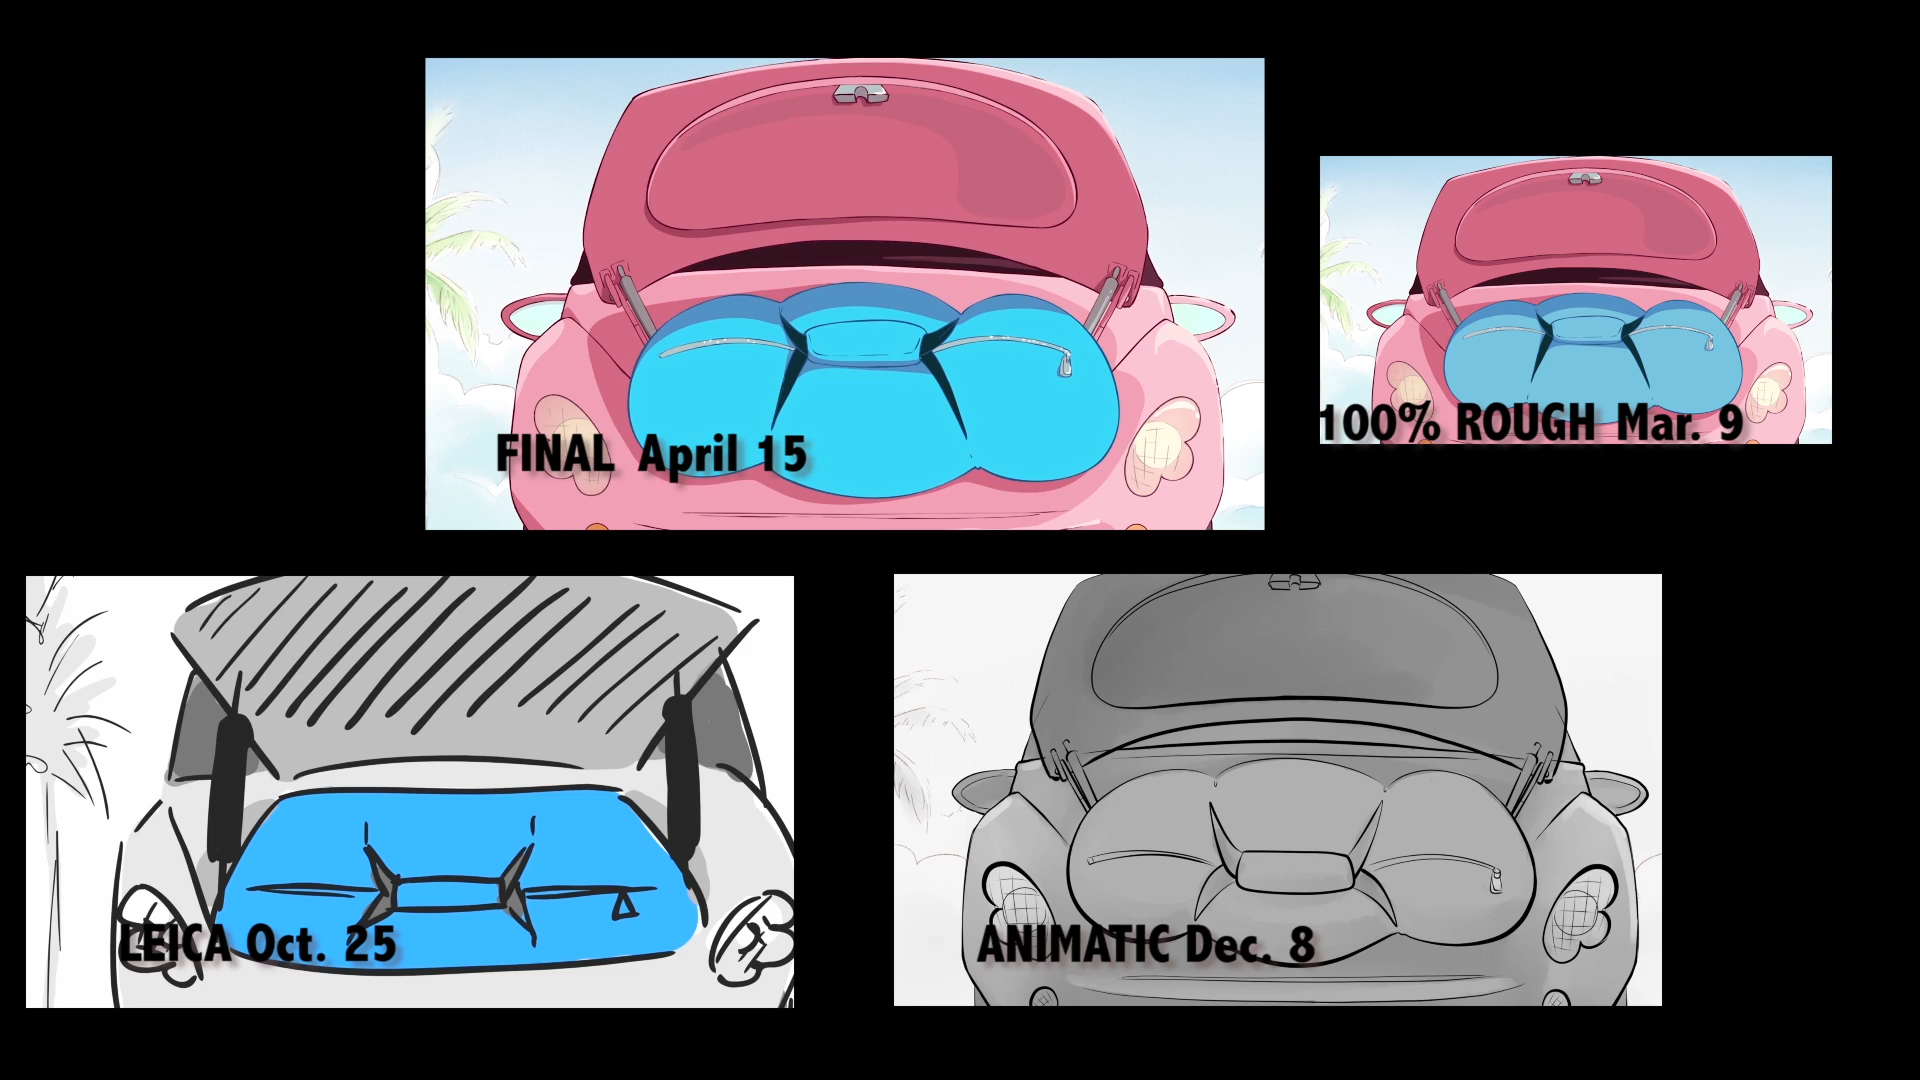 FINAL April 15
100% ROUGH Mar. 9
LEICA Oct. 25
ANIMATIC Dec. 8